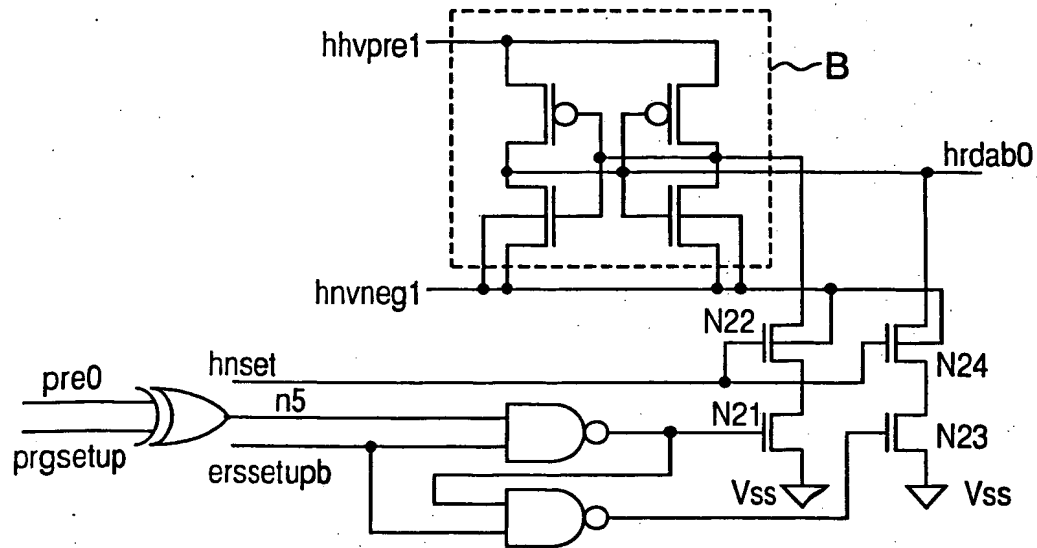 hhvpre1
B
hrdab0
hnvneg1
N22
hnset
N24
pre0
n5
N21
N23
prgsetup
erssetupb
Vss
Vss